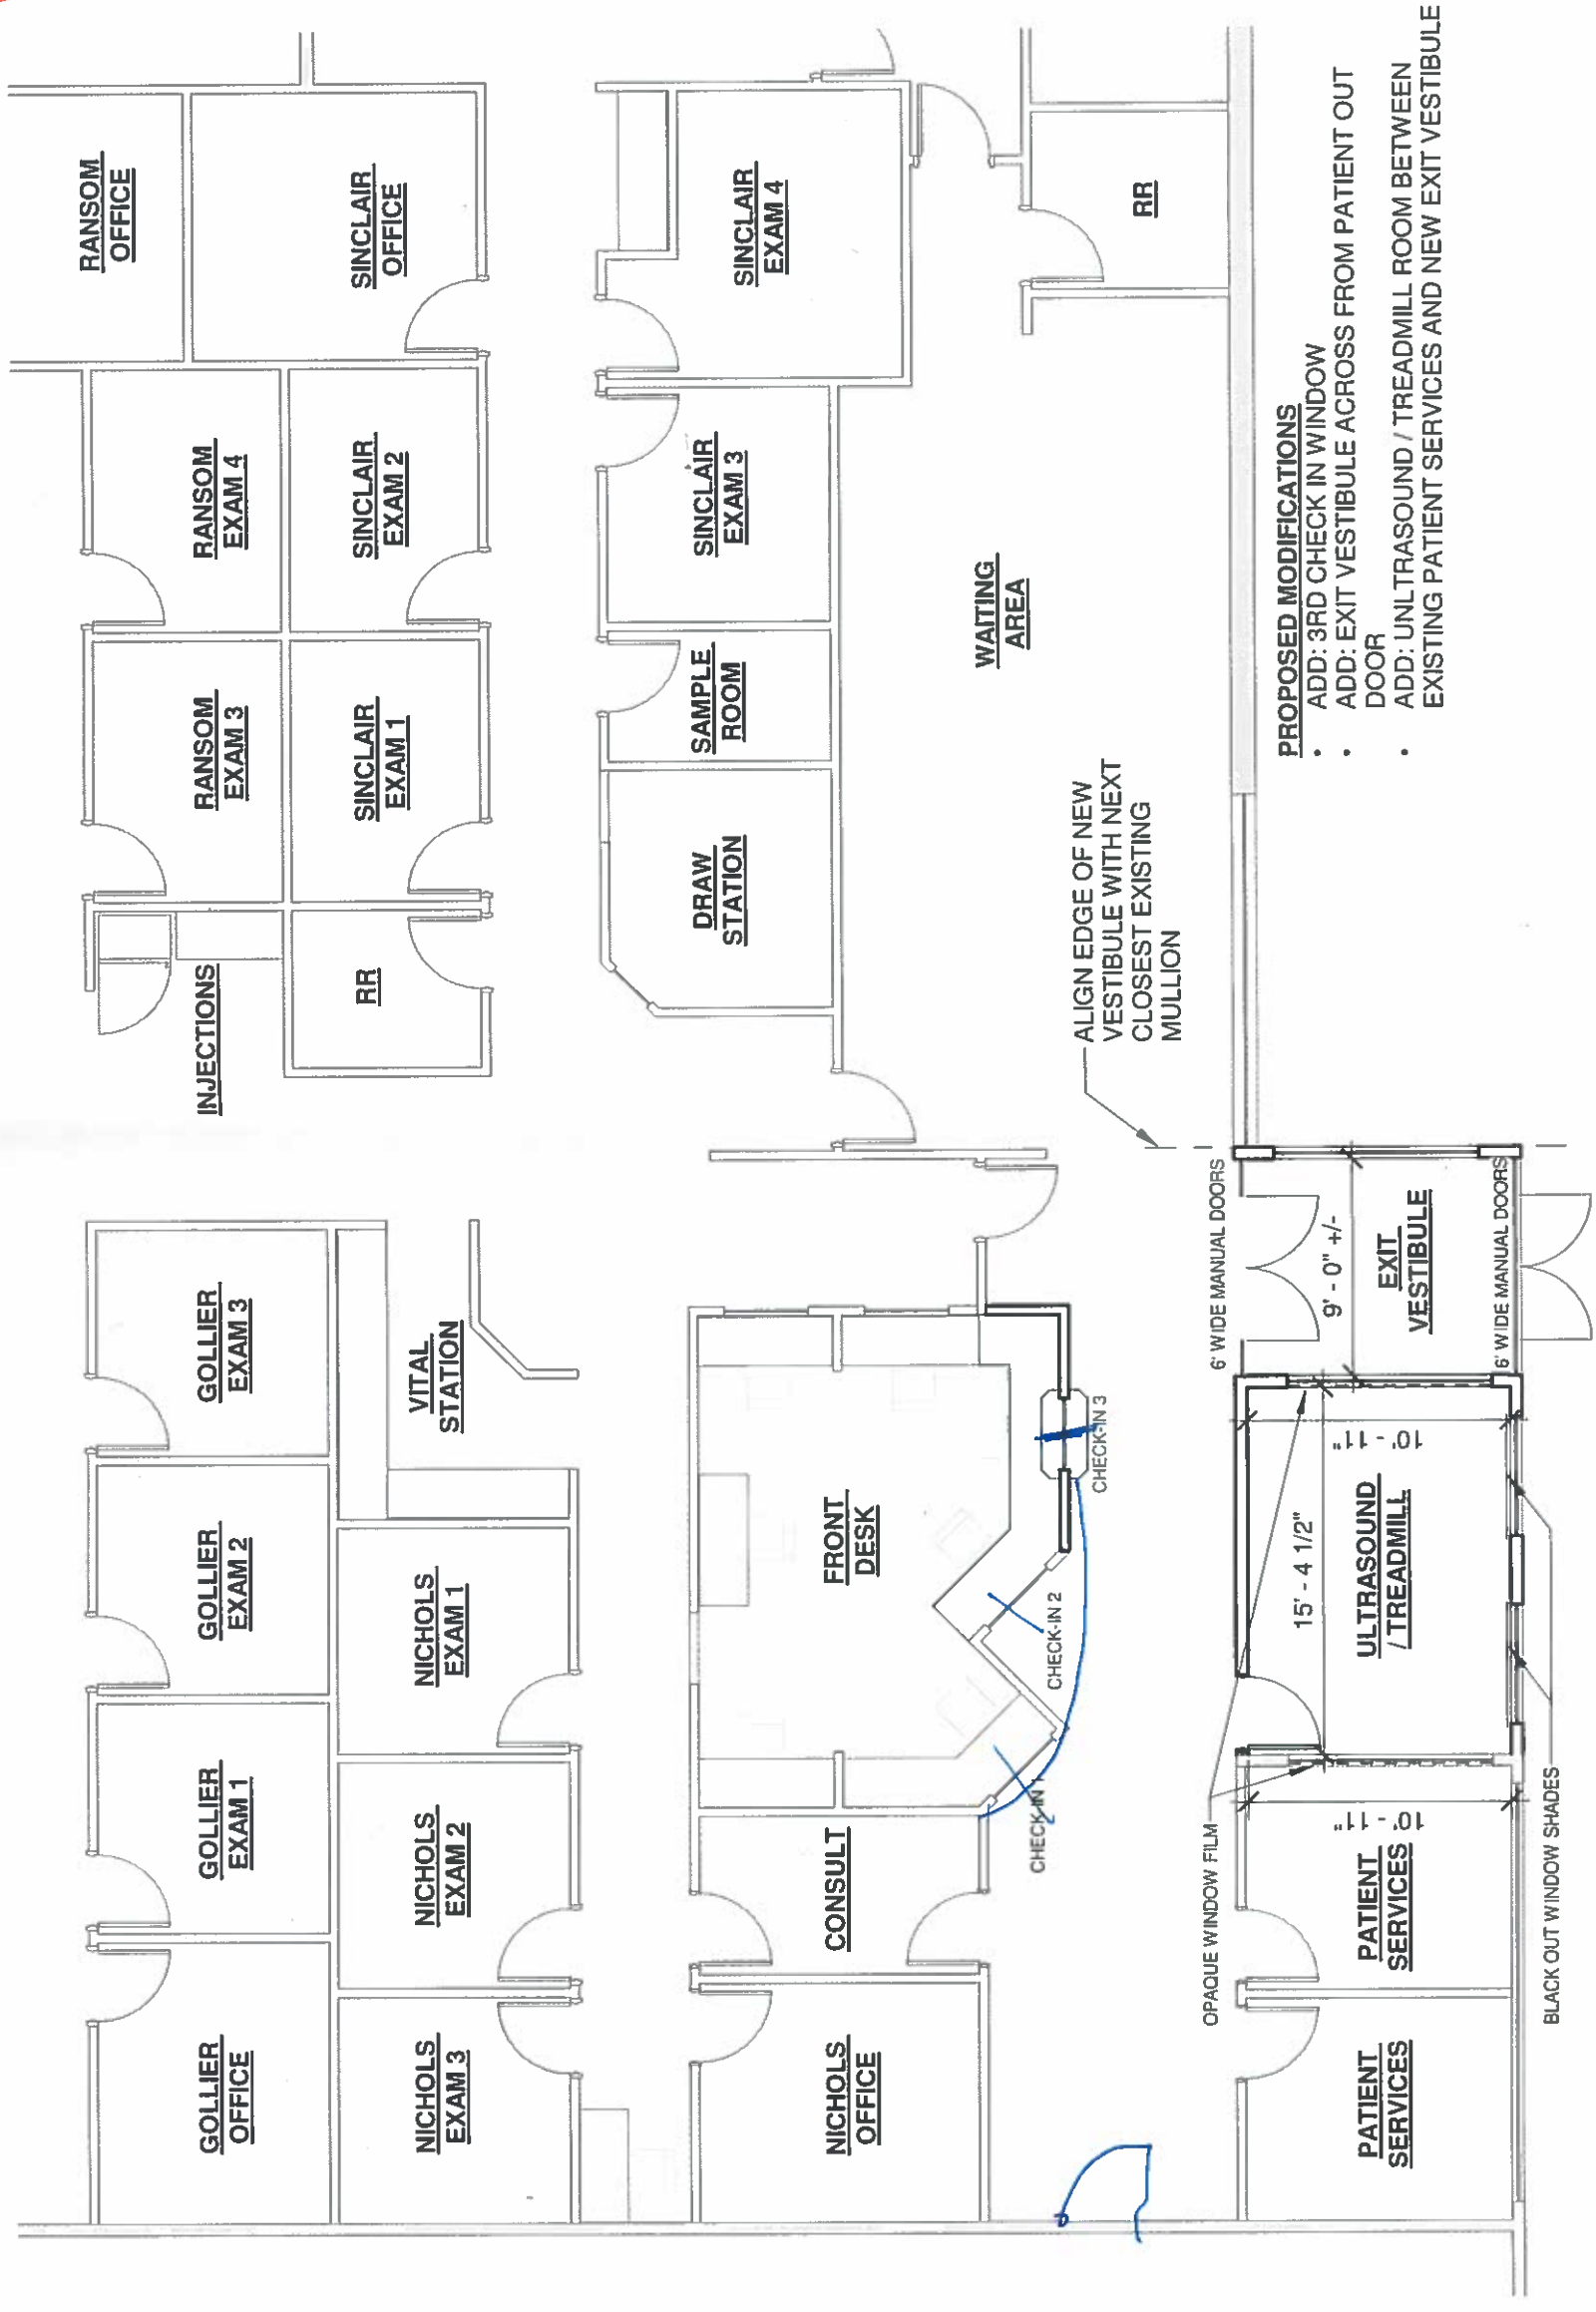 GOLLIER
OFFICE
GOLLIER
EXAM 1
GOLLIER
EXAM 2
GOLLIER
EXAM 3
INJECTIONS
RANSOM
EXAM 3
RANSOM
EXAM 4
RANSOM
OFFICE
NICHOLS
EXAM 3
NICHOLS
EXAM 2
NICHOLS
EXAM 1
VITAL
STATION
RR
SINCLAIR
EXAM 1
SINCLAIR
EXAM 2
SINCLAIR
OFFICE
NICHOLS
OFFICE
CONSULT
FRONT
DESK
DRAW
STATION
SAMPLE
ROOM
SINCLAIR
EXAM 3
SINCLAIR
EXAM 4
CHECK-IN 1
CHECK-IN 2
CHECK-IN 3
WAITING
AREA
RR
ALIGN EDGE OF NEW
VESTIBULE WITH NEXT
CLOSEST EXISTING
MULLION
OPAQUE WINDOW FILM
6' WIDE MANUAL DOORS
15' - 4 1/2"
9' - 0" +/-
10' - 11"
10' - 11"
PATIENT
SERVICES
PATIENT
SERVICES
ULTRASOUND
/ TREADMILL
EXIT
VESTIBULE
6' WIDE MANUAL DOORS
BLACK OUT WINDOW SHADES
PROPOSED MODIFICATIONS
• ADD: 3RD CHECK IN WINDOW
• ADD: EXIT VESTIBULE ACROSS FROM PATIENT OUT
DOOR
• ADD: UNLTRASOUND / TREADMILL ROOM BETWEEN
EXISTING PATIENT SERVICES AND NEW EXIT VESTIBULE